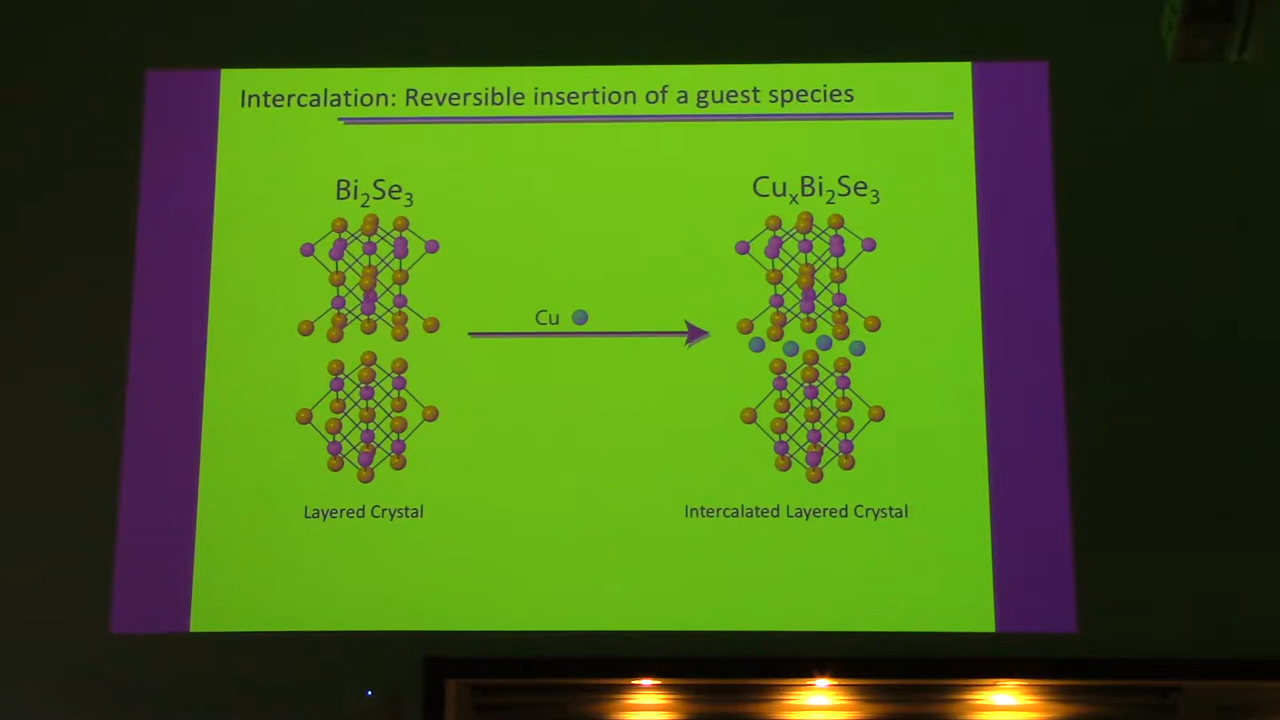 Intercalation: Reversible insertion of a guest species
Bi₂Se₃
CuₓBi₂Se₃
Cu
Layered Crystal
Intercalated Layered Crystal